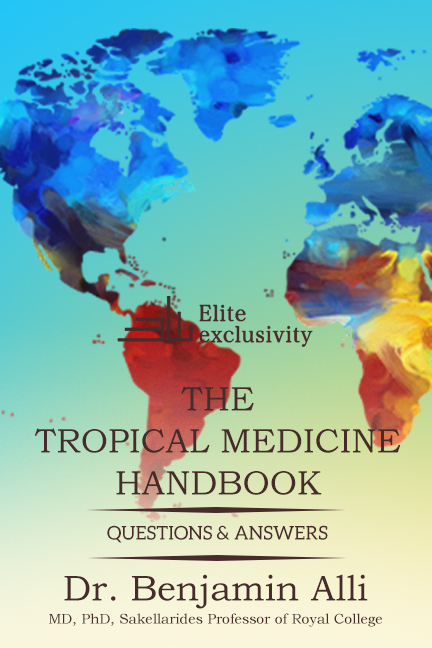 Elite
exclusivity
THE
TROPICAL MEDICINE
HANDBOOK
QUESTIONS & ANSWERS
Dr. Benjamin Alli
MD, PhD, Sakellarides Professor of Royal College